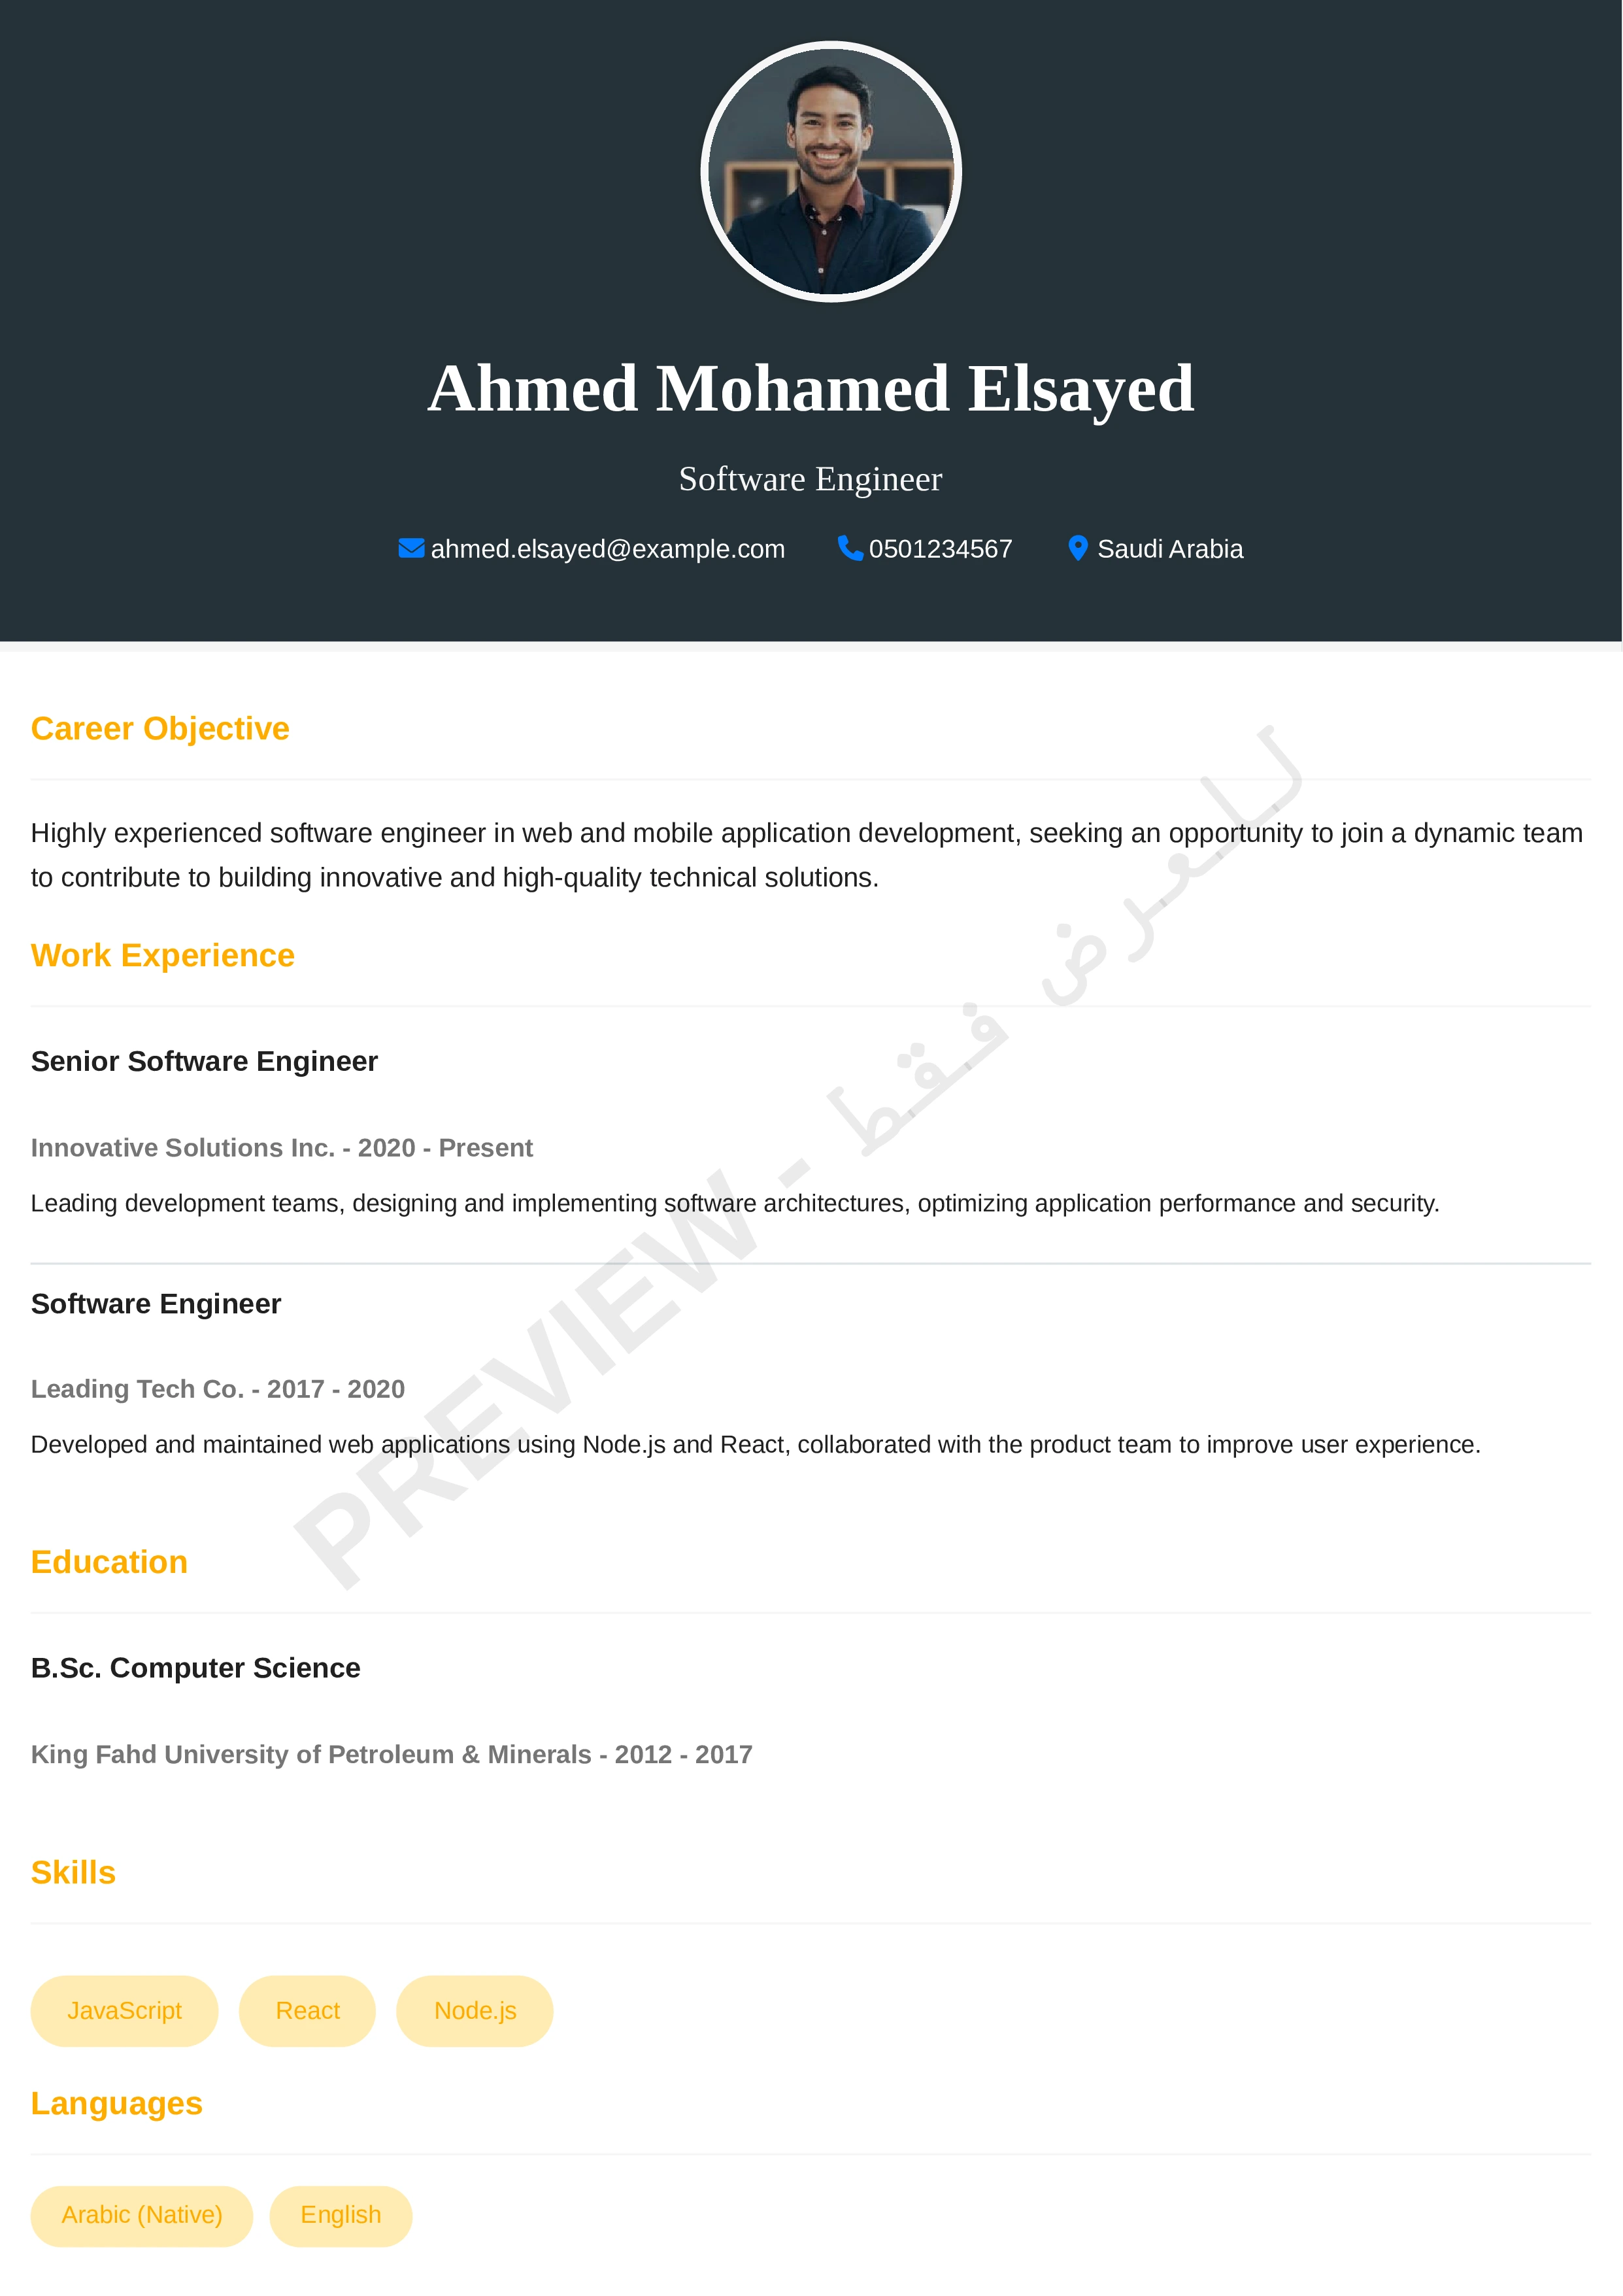 Ahmed Mohamed Elsayed
Software Engineer
ahmed.elsayed@example.com 0501234567 Saudi Arabia
Career Objective
Highly experienced software engineer in web and mobile application development, seeking an opportunity to join a dynamic team
to contribute to building innovative and high-quality technical solutions.
Work Experience
Senior Software Engineer
Innovative Solutions Inc. - 2020 - Present
Leading development teams, designing and implementing software architectures, optimizing application performance and security.
Software Engineer
Leading Tech Co. - 2017 - 2020
Developed and maintained web applications using Node.js and React, collaborated with the product team to improve user experience.
Education
B.Sc. Computer Science
King Fahd University of Petroleum & Minerals - 2012 - 2017
Skills
JavaScript React Node.js
Languages
Arabic (Native) English
PREVIEW - للعرض فقط